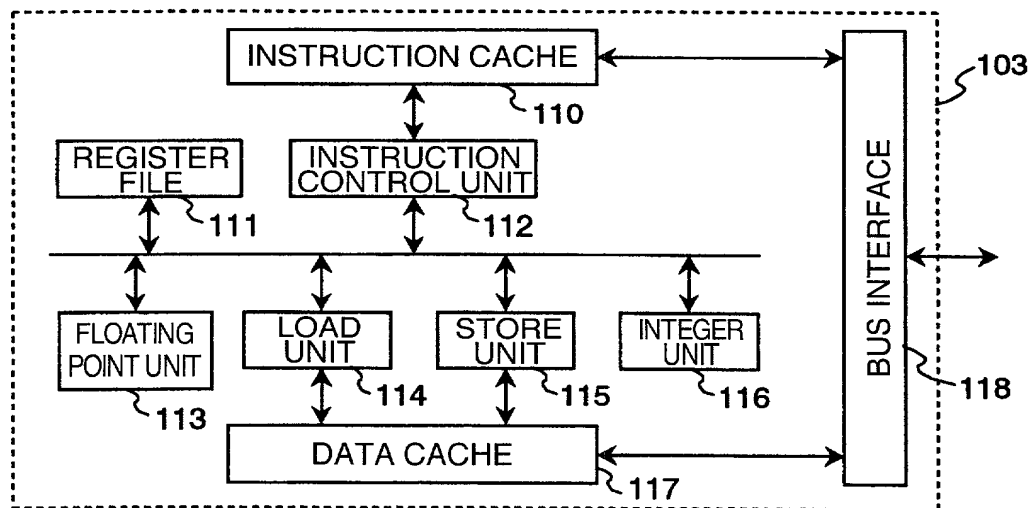 INSTRUCTION CACHE
110
103
REGISTER
FILE
111
INSTRUCTION
CONTROL UNIT
112
BUS INTERFACE
118
FLOATING
POINT UNIT
113
LOAD
UNIT
114
STORE
UNIT
115
INTEGER
UNIT
116
DATA CACHE
117